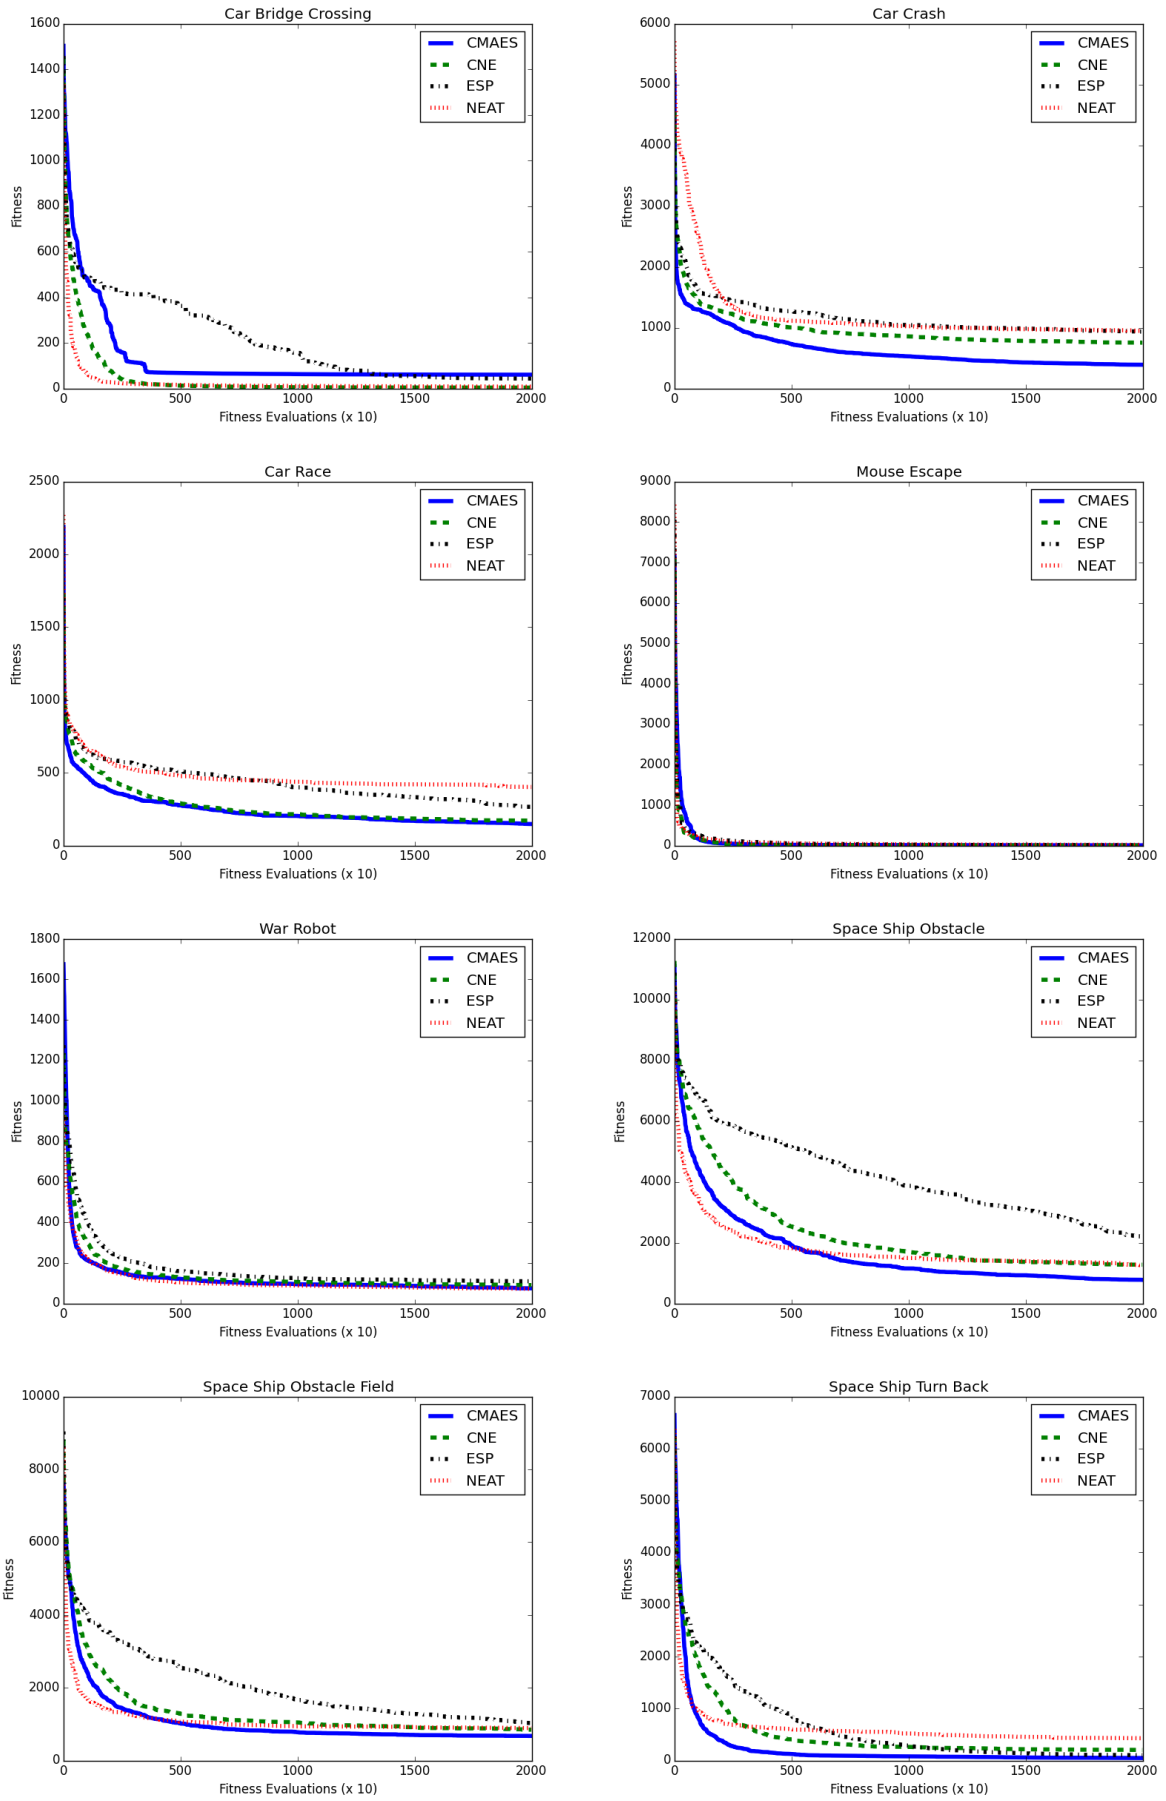 Car Bridge Crossing
1600
1400
1200
1000
800
600
400
200
0
Fitness
CMAES
CNE
ESP
NEAT
0 500 1000 1500 2000
Fitness Evaluations (x 10)
Car Crash
6000
5000
4000
3000
2000
1000
0
Fitness
CMAES
CNE
ESP
NEAT
0 500 1000 1500 2000
Fitness Evaluations (x 10)
Car Race
2500
2000
1500
1000
500
0
Fitness
CMAES
CNE
ESP
NEAT
0 500 1000 1500 2000
Fitness Evaluations (x 10)
Mouse Escape
9000
8000
7000
6000
5000
4000
3000
2000
1000
0
Fitness
CMAES
CNE
ESP
NEAT
0 500 1000 1500 2000
Fitness Evaluations (x 10)
War Robot
1800
1600
1400
1200
1000
800
600
400
200
0
Fitness
CMAES
CNE
ESP
NEAT
0 500 1000 1500 2000
Fitness Evaluations (x 10)
Space Ship Obstacle
12000
10000
8000
6000
4000
2000
0
Fitness
CMAES
CNE
ESP
NEAT
0 500 1000 1500 2000
Fitness Evaluations (x 10)
Space Ship Obstacle Field
10000
8000
6000
4000
2000
0
Fitness
CMAES
CNE
ESP
NEAT
0 500 1000 1500 2000
Fitness Evaluations (x 10)
Space Ship Turn Back
7000
6000
5000
4000
3000
2000
1000
0
Fitness
CMAES
CNE
ESP
NEAT
0 500 1000 1500 2000
Fitness Evaluations (x 10)